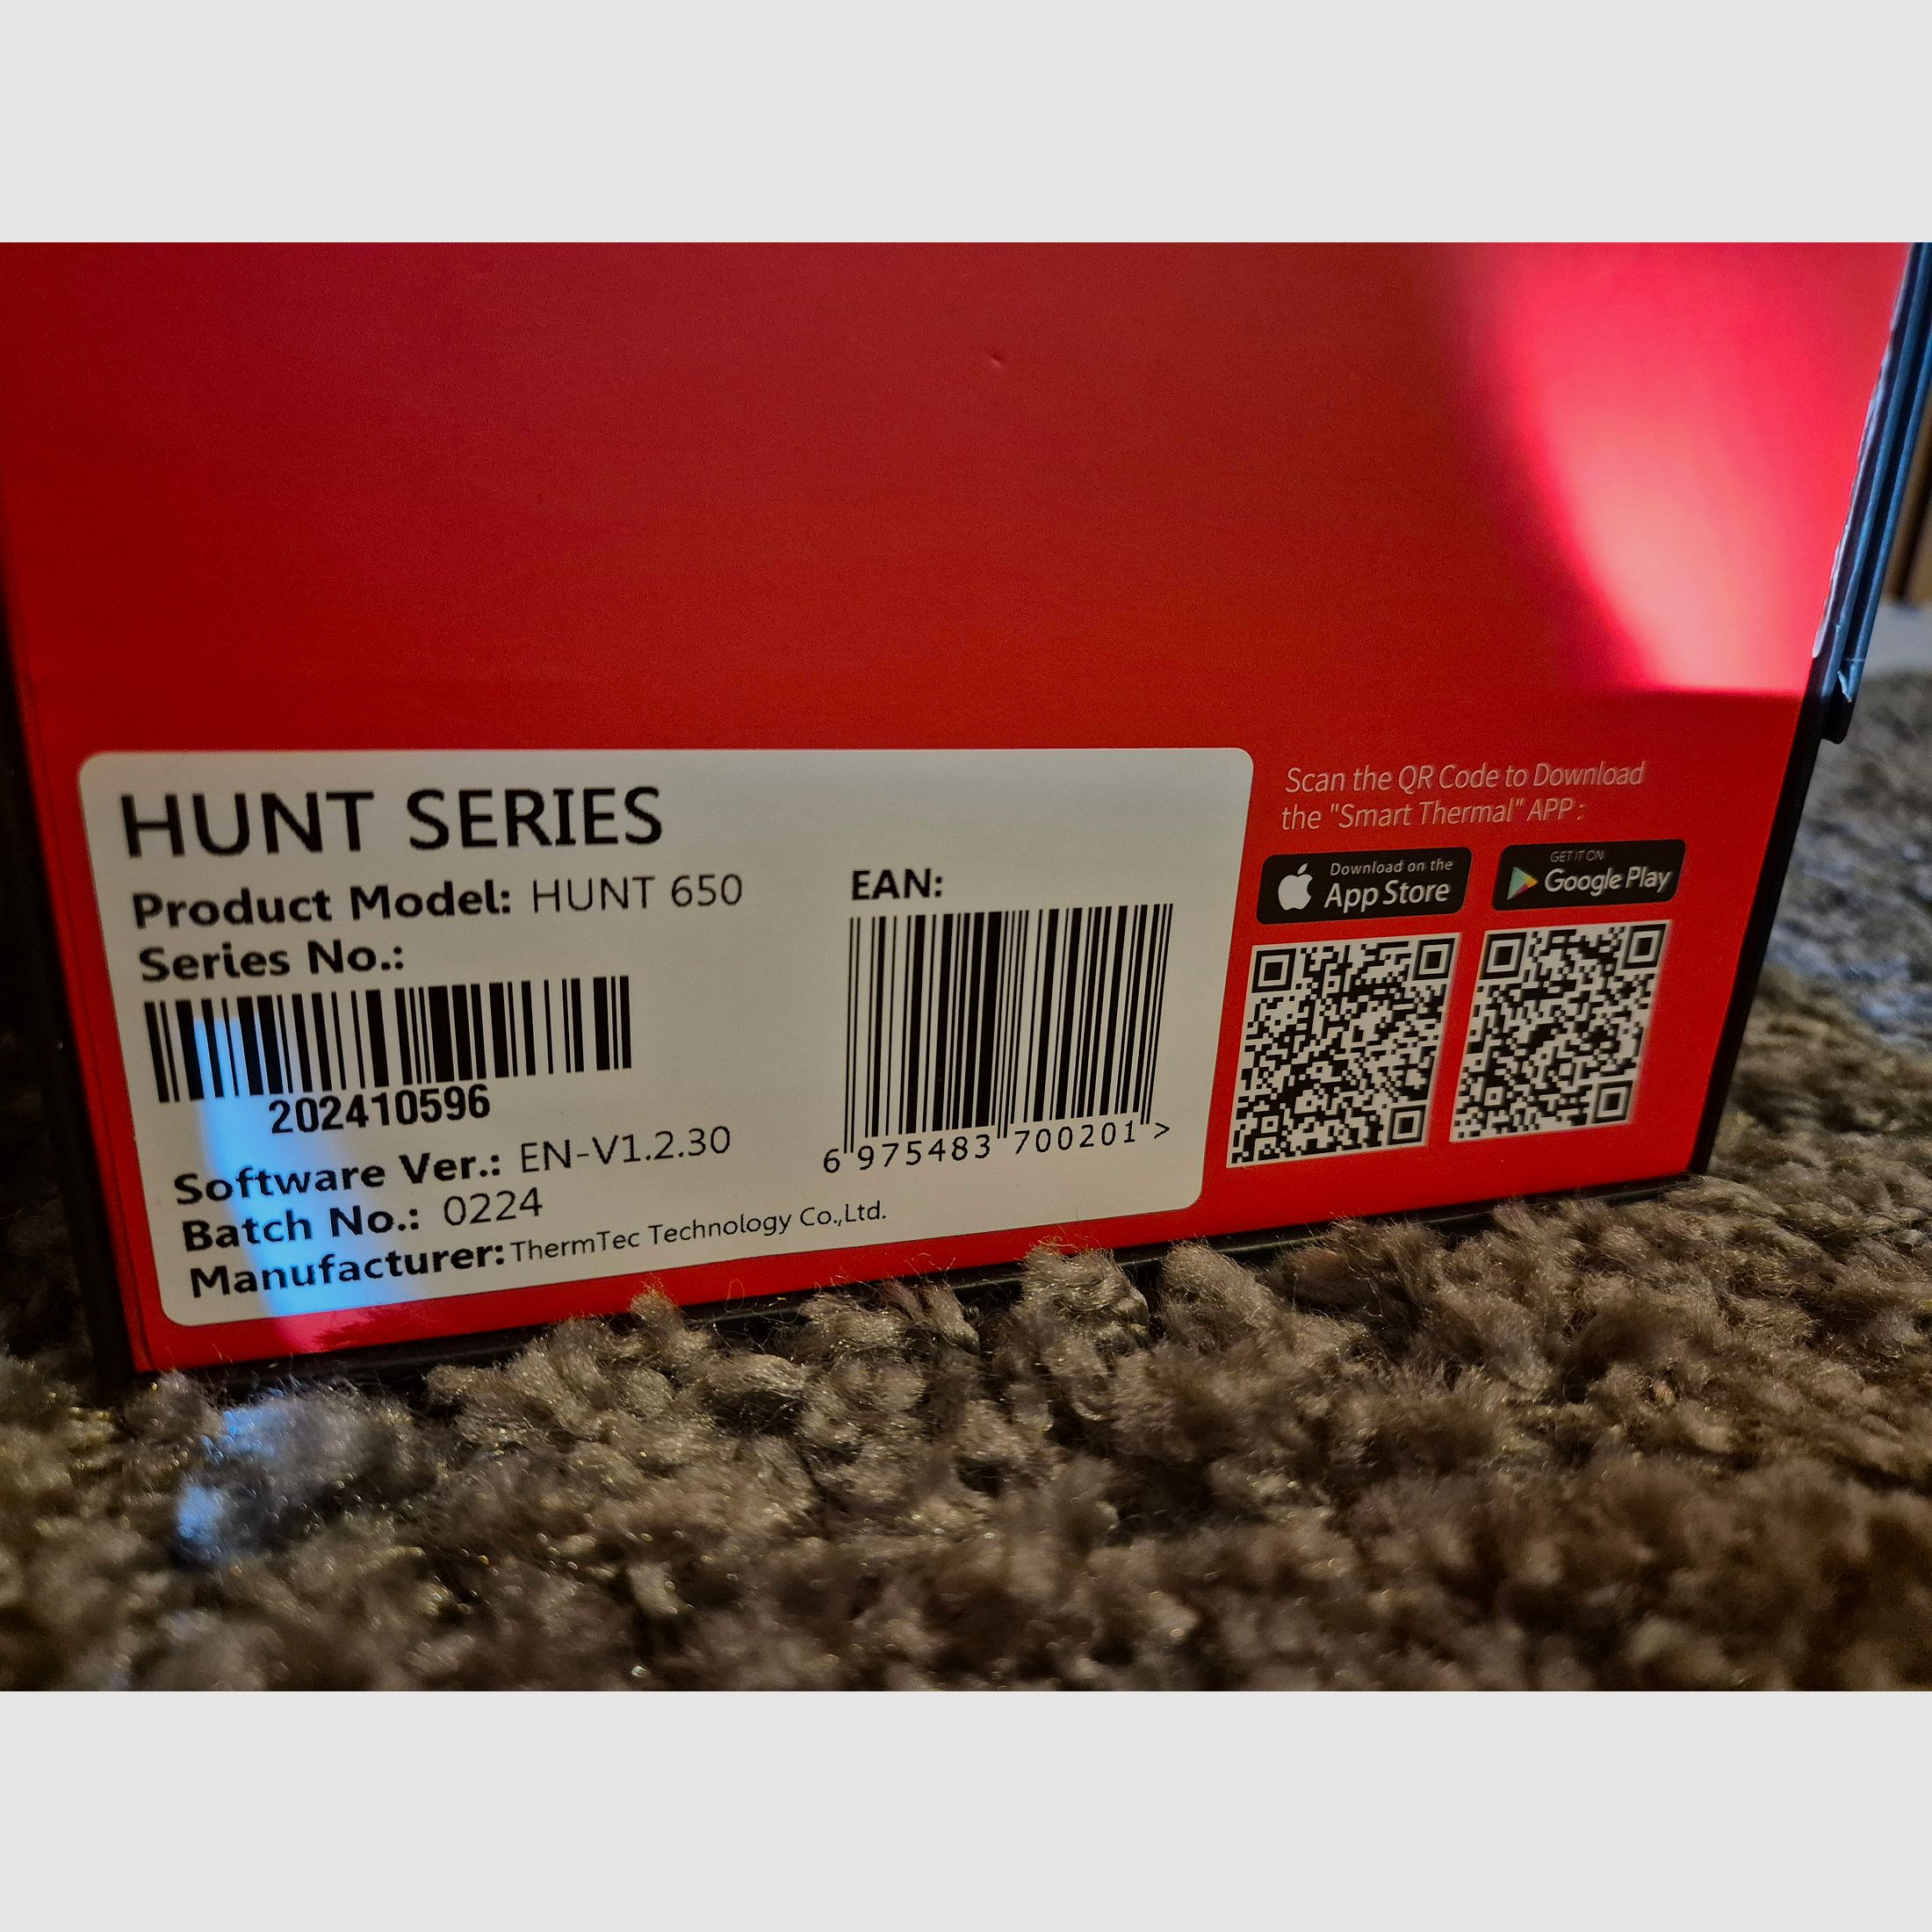 HUNT SERIES
Product Model: HUNT 650
Series No.:
202410596
Software Ver.: EN-V1.2.30
Batch No.: 0224
Manufacturer: ThermTec Technology Co.,Ltd.
EAN:
6 975483 700201 >
Scan the QR Code to Download
the "Smart Thermal" APP :
Download on the
App Store
GET IT ON
Google Play